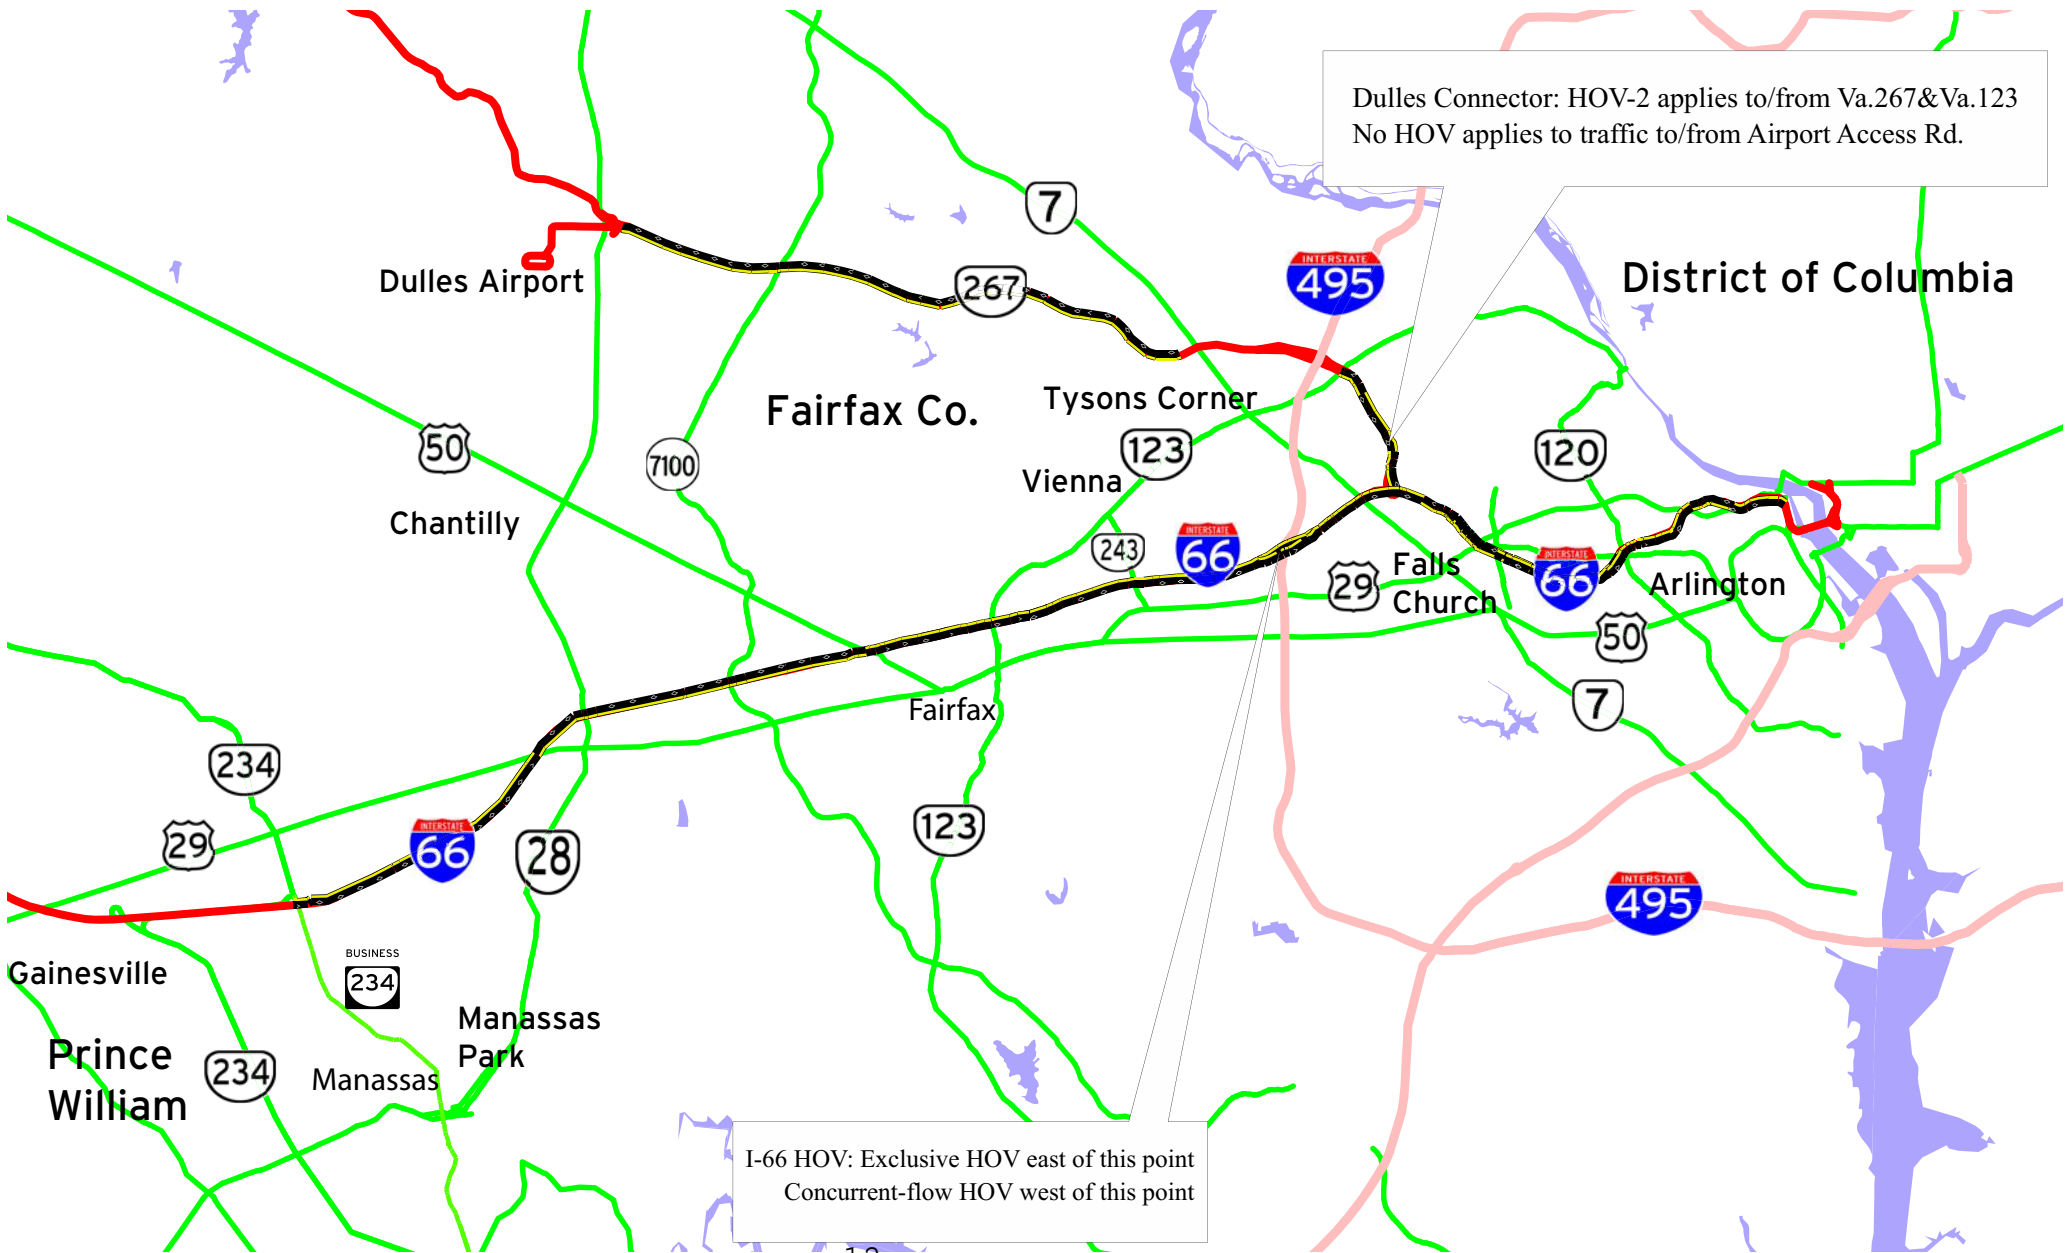 Dulles Connector: HOV-2 applies to/from Va.267&Va.123
No HOV applies to traffic to/from Airport Access Rd.
7
INTERSTATE
495
District of Columbia
Dulles Airport
267
Fairfax Co.
Tysons Corner
50
7100
123
120
Vienna
Chantilly
243
INTERSTATE
66
29
Falls
Church
INTERSTATE
66
Arlington
50
Fairfax
7
234
29
INTERSTATE
66
28
123
INTERSTATE
495
BUSINESS
234
Gainesville
Manassas
Park
Prince
William
234
Manassas
I-66 HOV: Exclusive HOV east of this point
Concurrent-flow HOV west of this point